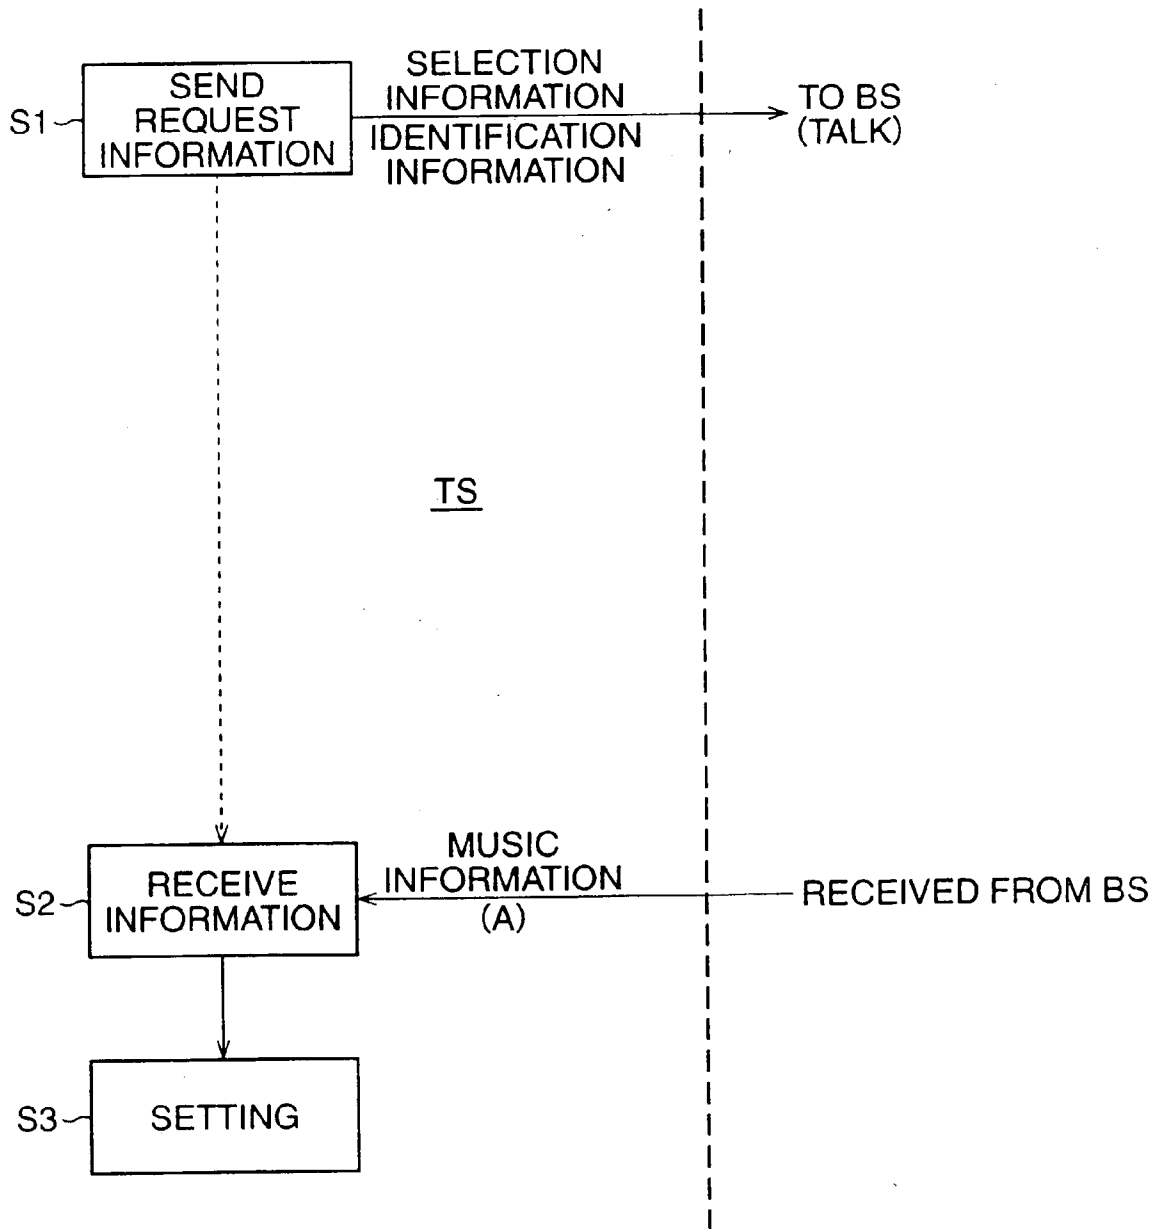 S1
SEND
REQUEST
INFORMATION
SELECTION
INFORMATION
IDENTIFICATION
INFORMATION
TO BS
(TALK)
TS
S2
RECEIVE
INFORMATION
MUSIC
INFORMATION
(A)
RECEIVED FROM BS
S3
SETTING